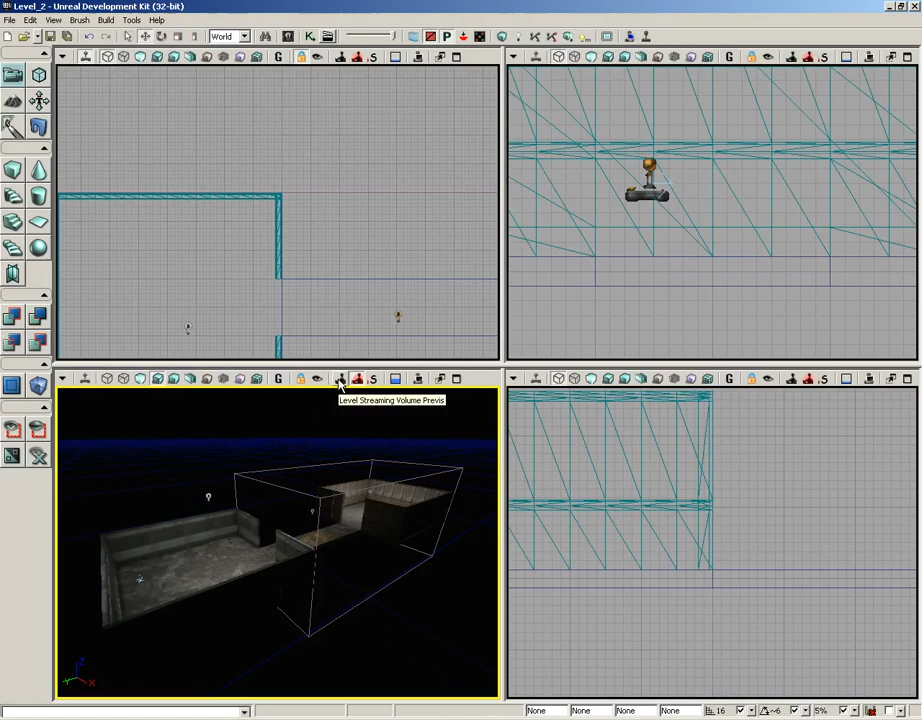 Level_2 - Unreal Development Kit (32-bit)
File Edit View Brush Build Tools Help
World
G
S
G
S
G
S
G
S
Level Streaming Volume Previs
Z
X
Y
None None None None 16 ~6 5%